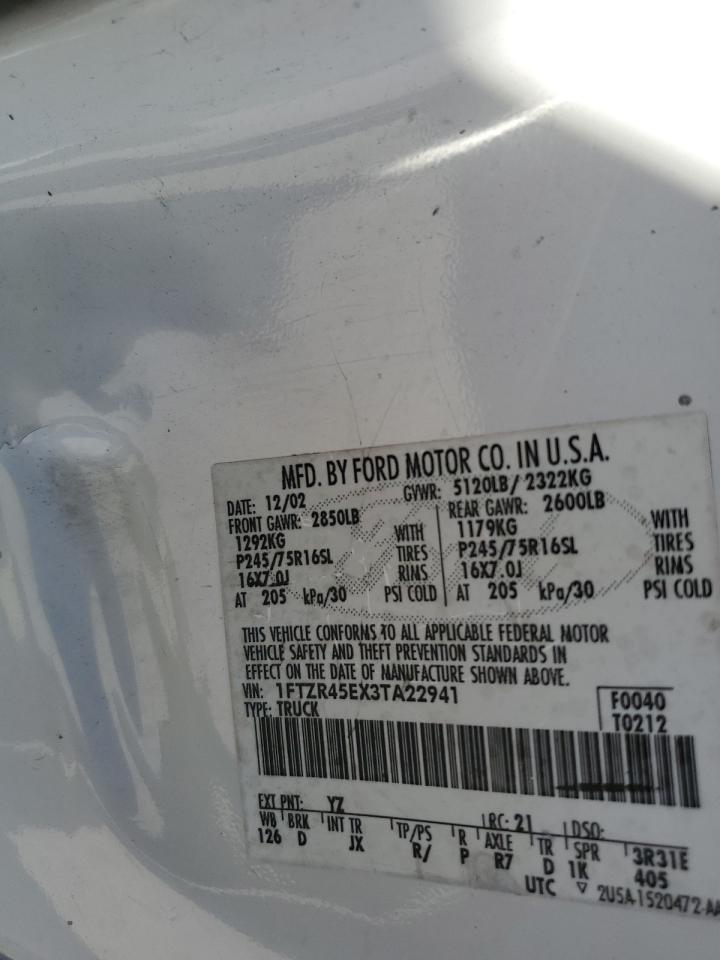 MFD. BY FORD MOTOR CO. IN U.S.A.
DATE: 12/02 GVWR: 5120LB/ 2322KG
FRONT GAWR: 2850LB REAR GAWR: 2600LB
1292KG WITH 1179KG WITH
P245/75R16SL TIRES P245/75R16SL TIRES
16X7.0J RIMS 16X7.0J RIMS
AT 205 kPa/30 PSI COLD AT 205 kPa/30 PSI COLD
THIS VEHICLE CONFORMS TO ALL APPLICABLE FEDERAL MOTOR
VEHICLE SAFETY AND THEFT PREVENTION STANDARDS IN
EFFECT ON THE DATE OF MANUFACTURE SHOWN ABOVE.
VIN: 1FTZR45EX3TA22941 F0040
TYPE: TRUCK T0212
EXT PNT: YZ RC: 21 DSO:
WB BRK INT TR TP/PS R AXLE TR SPR 3R31E
126 D JX R/ P R7 D 1K 405
UTC ▽ 2U5A-1520472-AA